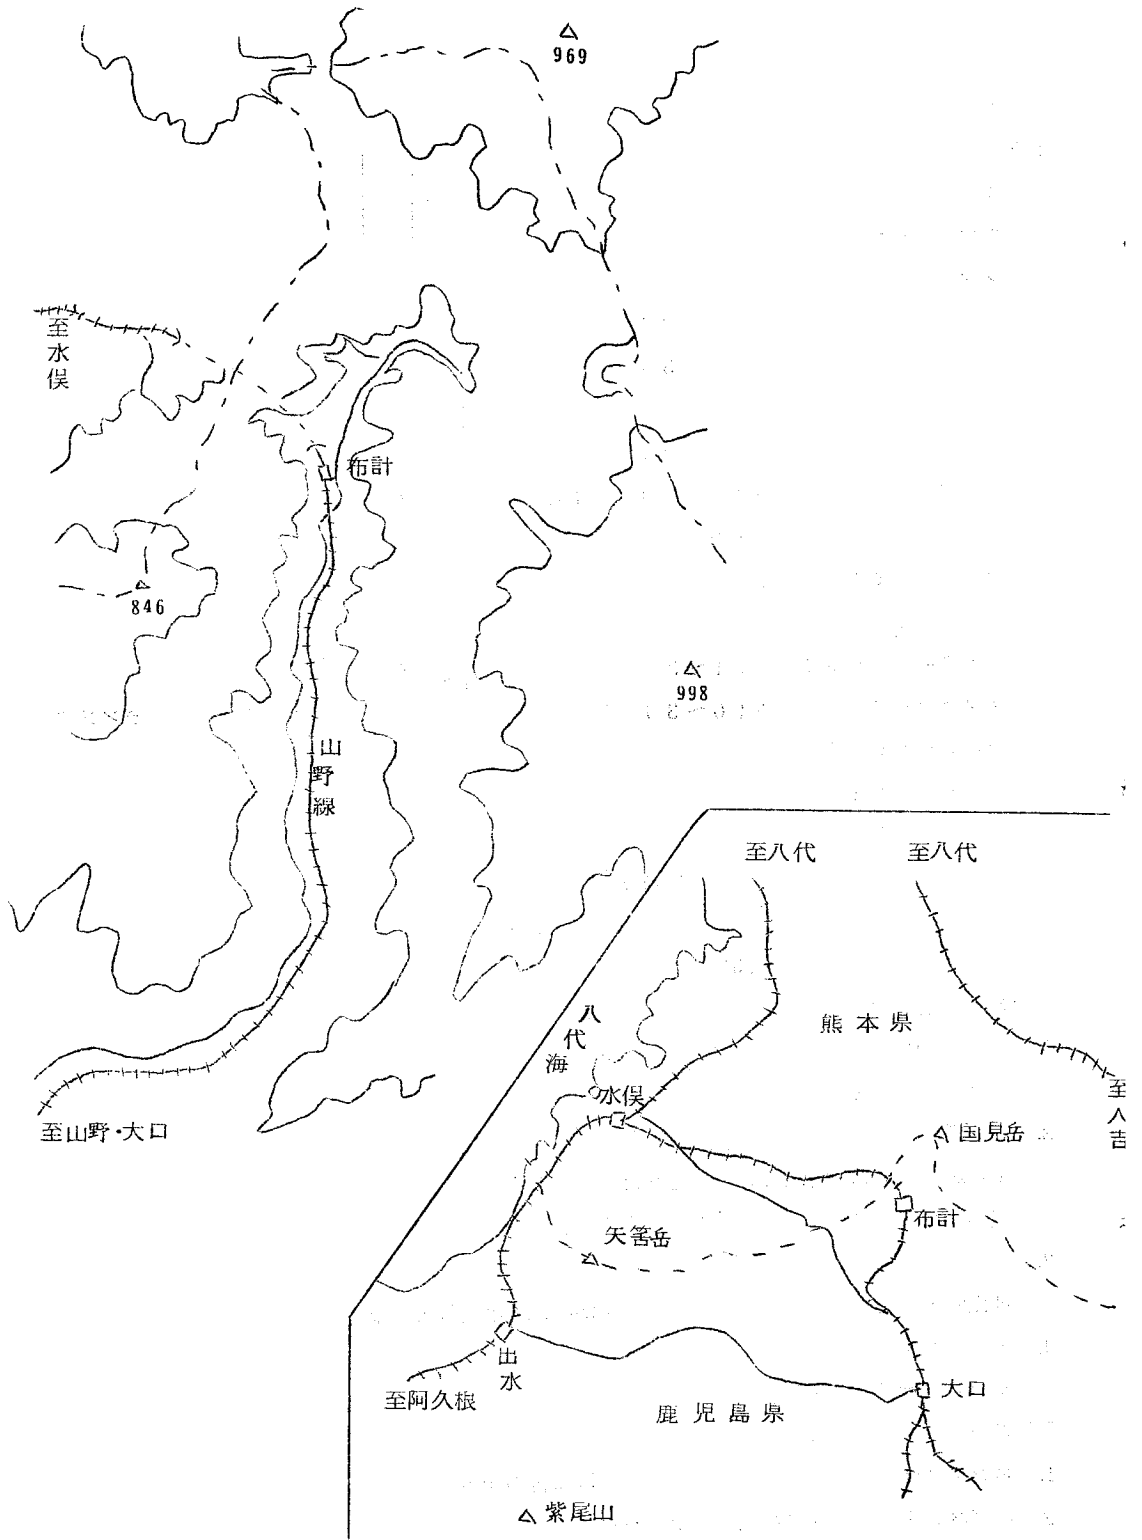 969
至水俣
布計
846
998
山野線
至山野・大口
至八代
至八代
八代海
熊本県
水俣
至人吉
国見岳
布計
矢筈岳
出水
至阿久根
大口
鹿児島県
紫尾山